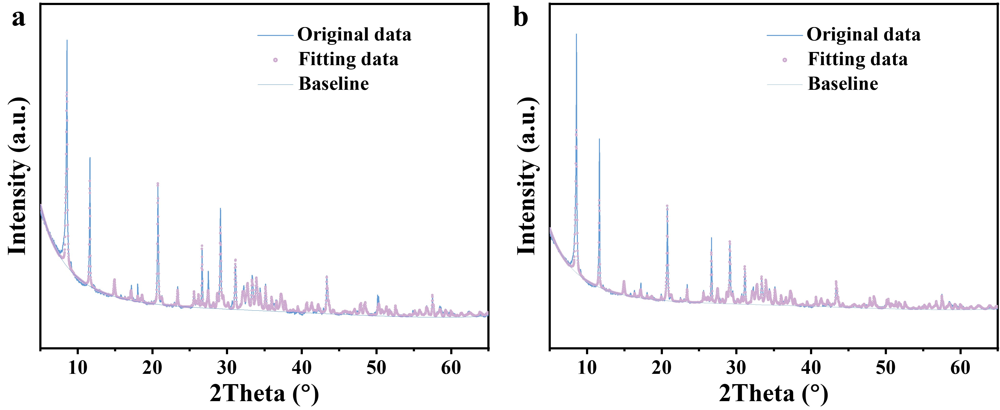 a
Original data
Fitting data
Baseline
Intensity (a.u.)
10 20 30 40 50 60
2Theta (°)
b
Original data
Fitting data
Baseline
Intensity (a.u.)
10 20 30 40 50 60
2Theta (°)